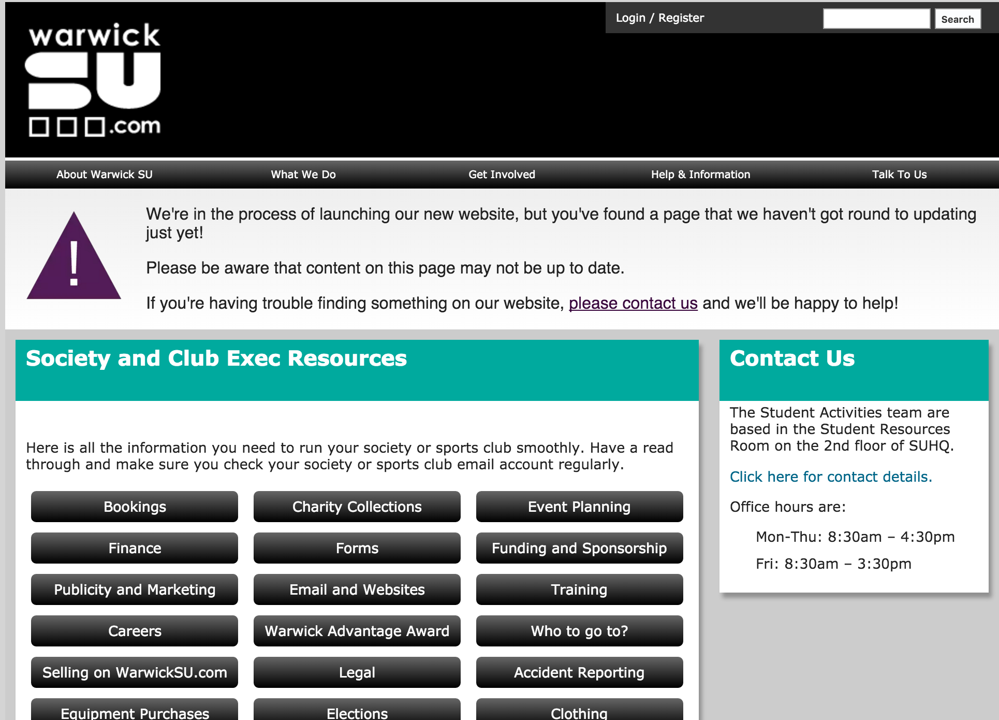 Login / Register
Search
warwick
SU
.com
About Warwick SU
What We Do
Get Involved
Help & Information
Talk To Us
!
We're in the process of launching our new website, but you've found a page that we haven't got round to updating
just yet!
Please be aware that content on this page may not be up to date.
If you're having trouble finding something on our website, please contact us and we'll be happy to help!
Society and Club Exec Resources
Here is all the information you need to run your society or sports club smoothly. Have a read
through and make sure you check your society or sports club email account regularly.
Bookings
Charity Collections
Event Planning
Finance
Forms
Funding and Sponsorship
Publicity and Marketing
Email and Websites
Training
Careers
Warwick Advantage Award
Who to go to?
Selling on WarwickSU.com
Legal
Accident Reporting
Equipment Purchases
Elections
Clothing
Contact Us
The Student Activities team are
based in the Student Resources
Room on the 2nd floor of SUHQ.
Click here for contact details.
Office hours are:
Mon-Thu: 8:30am – 4:30pm
Fri: 8:30am – 3:30pm